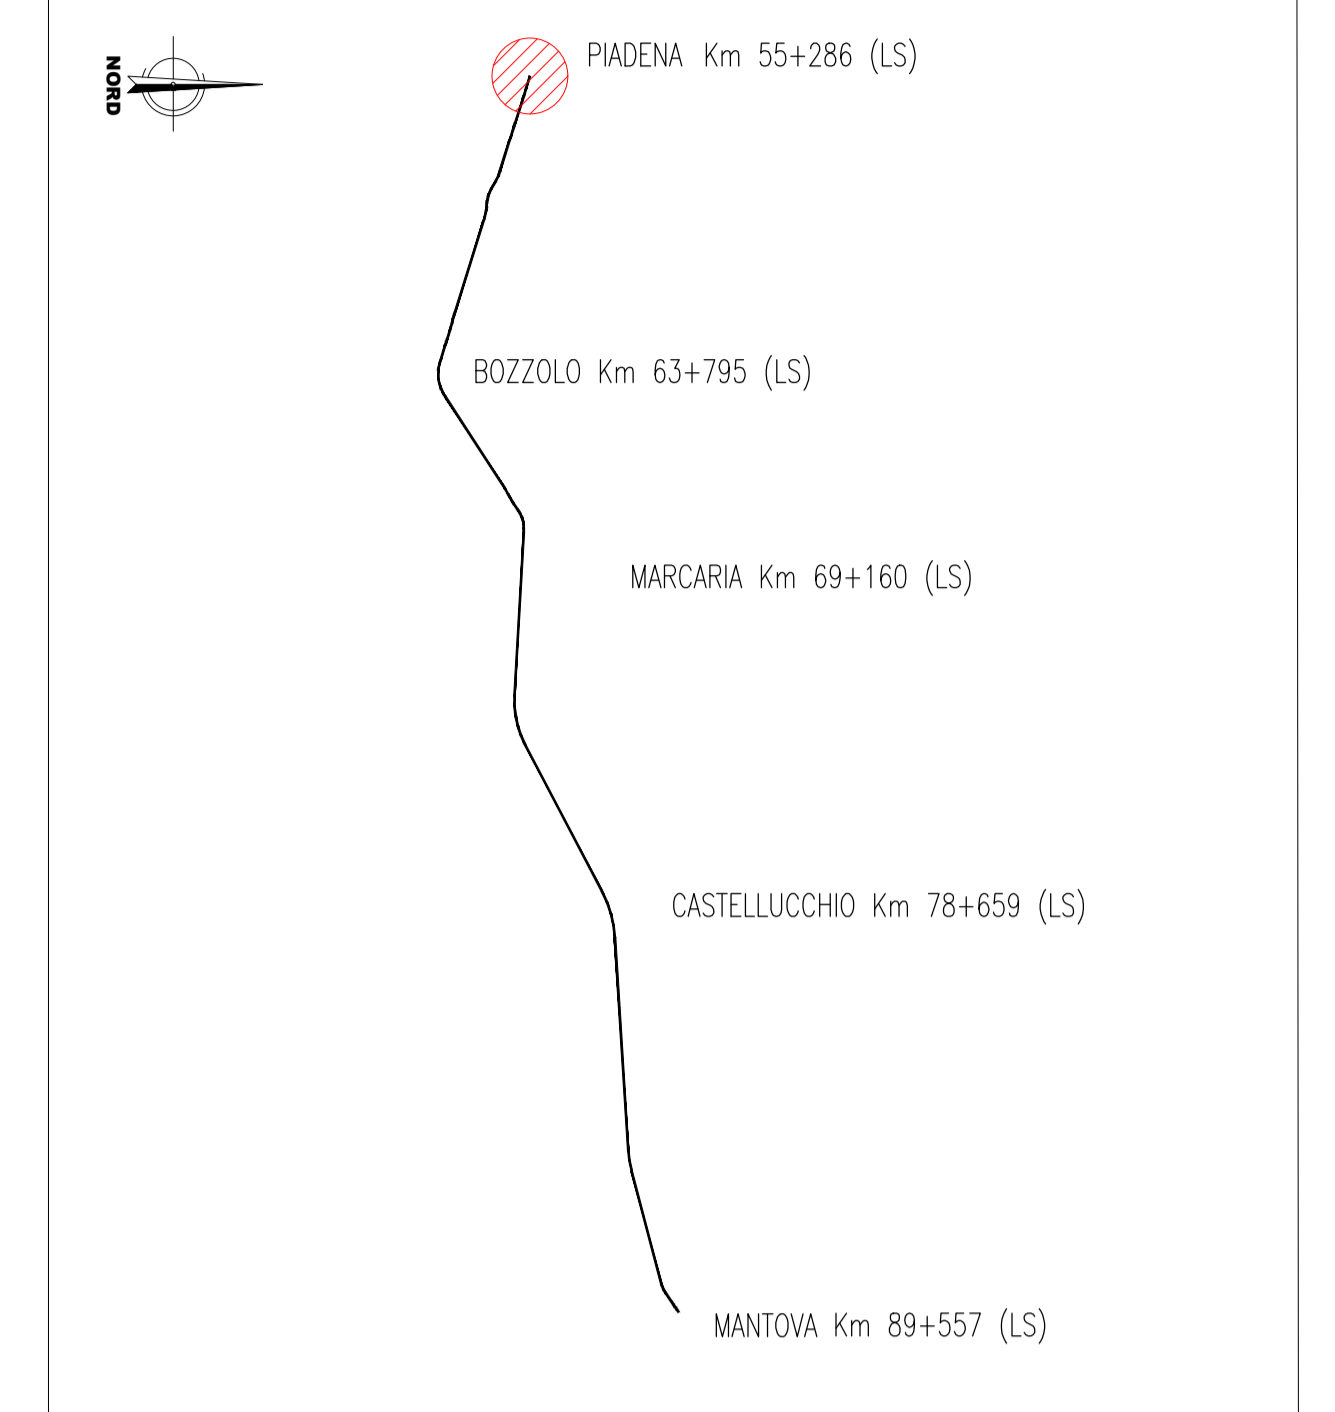 PIADENA Km 55+286 (LS)
NORD
BOZZOLO Km 63+795 (LS)
MARCARIA Km 69+160 (LS)
CASTELLUCCHIO Km 78+659 (LS)
MANTOVA Km 89+557 (LS)